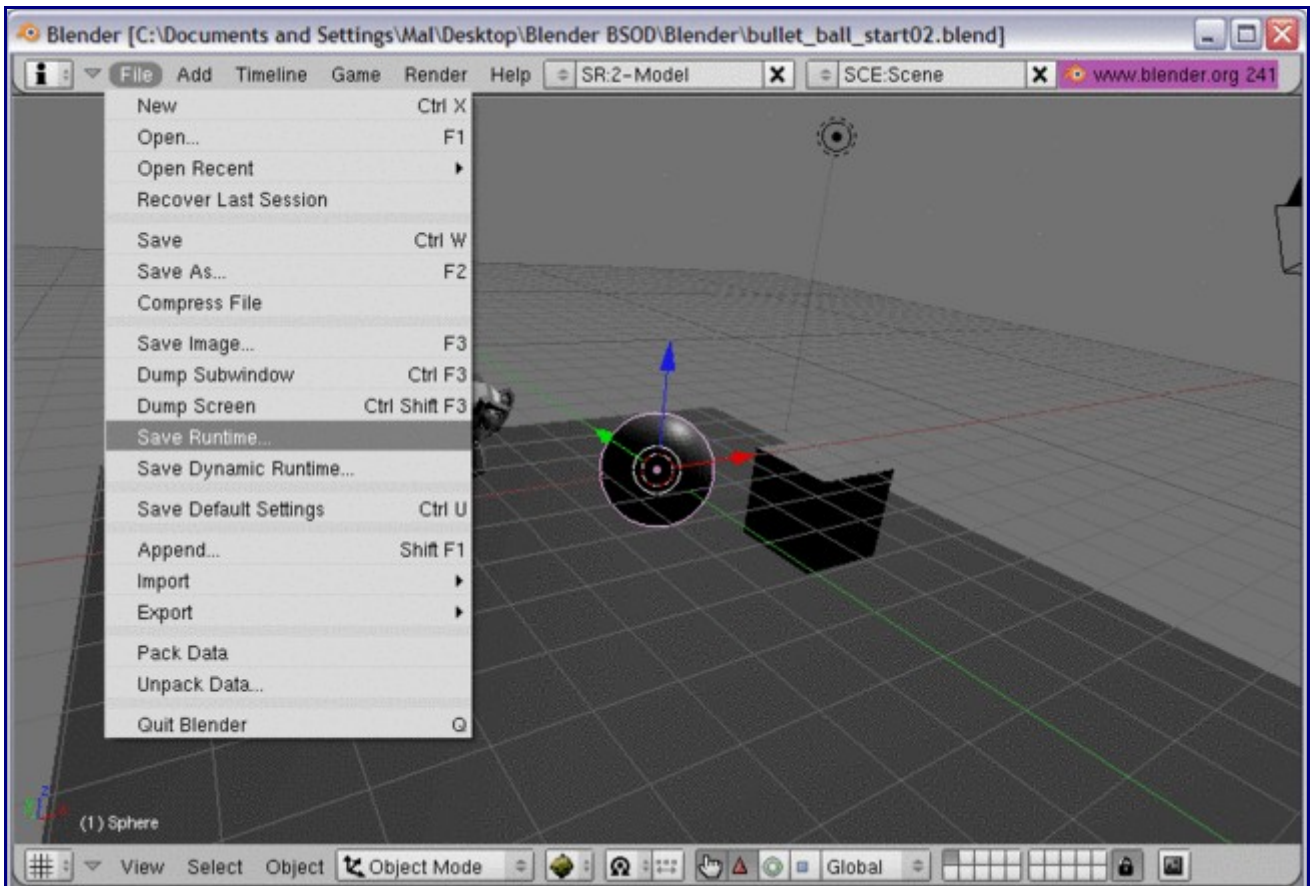 Blender [C:\Documents and Settings\Mal\Desktop\Blender BSOD\Blender\bullet_ball_start02.blend]
File Add Timeline Game Render Help SR:2-Model X SCE:Scene X www.blender.org 241
New Ctrl X
Open... F1
Open Recent
Recover Last Session
Save Ctrl W
Save As... F2
Compress File
Save Image... F3
Dump Subwindow Ctrl F3
Dump Screen Ctrl Shift F3
Save Runtime...
Save Dynamic Runtime...
Save Default Settings Ctrl U
Append... Shift F1
Import
Export
Pack Data
Unpack Data...
Quit Blender Q
z
(1) Sphere
View Select Object Object Mode Global